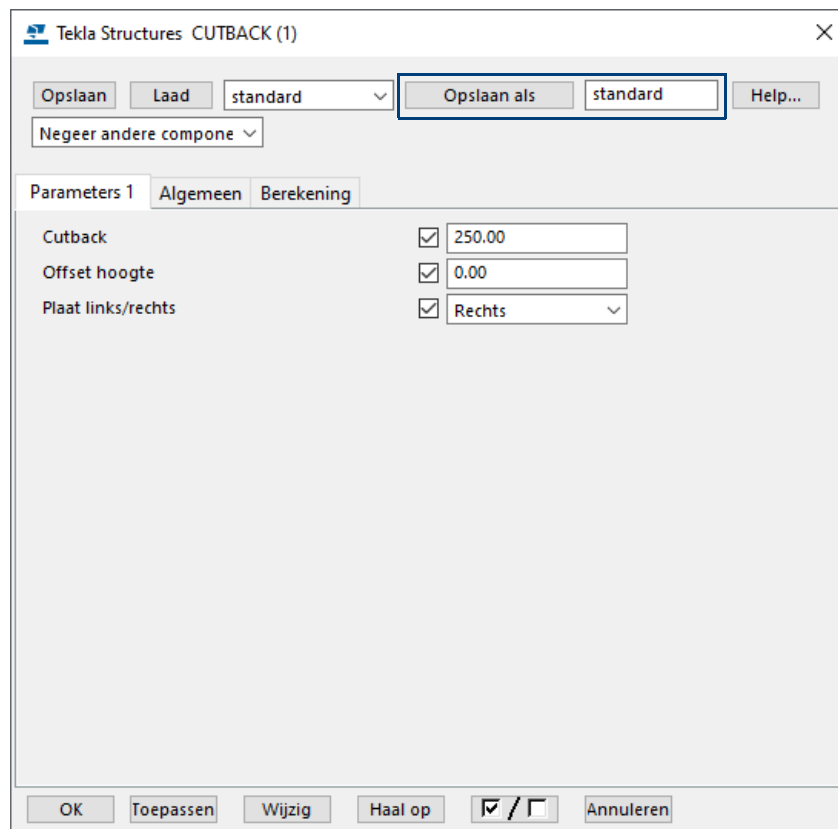 Tekla Structures CUTBACK (1)
Opslaan Laad standard Opslaan als standard Help...
Negeer andere compone
Parameters 1 Algemeen Berekening
Cutback 250.00
Offset hoogte 0.00
Plaat links/rechts Rechts
OK Toepassen Wijzig Haal op / Annuleren